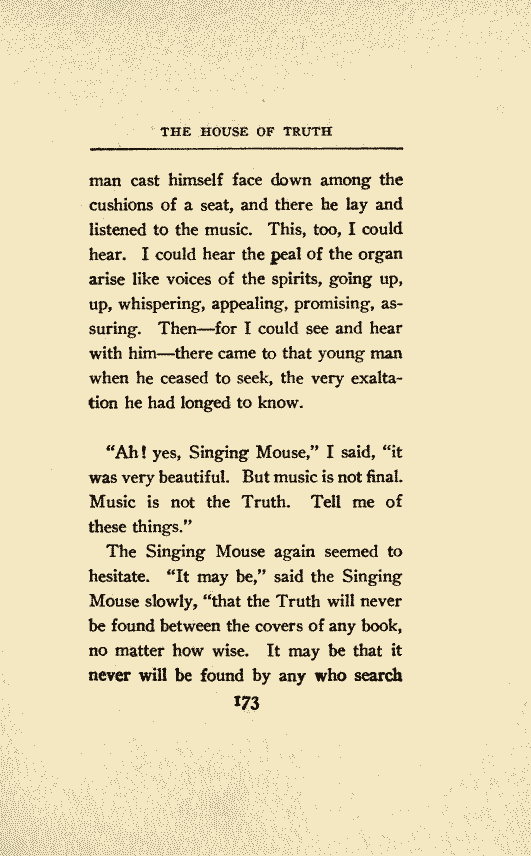 THE HOUSE OF TRUTH
man cast himself face down among the
cushions of a seat, and there he lay and
listened to the music. This, too, I could
hear. I could hear the peal of the organ
arise like voices of the spirits, going up,
up, whispering, appealing, promising, as-
suring. Then—for I could see and hear
with him—there came to that young man
when he ceased to seek, the very exalta-
tion he had longed to know.
"Ah! yes, Singing Mouse," I said, "it
was very beautiful. But music is not final.
Music is not the Truth. Tell me of
these things."
The Singing Mouse again seemed to
hesitate. "It may be," said the Singing
Mouse slowly, "that the Truth will never
be found between the covers of any book,
no matter how wise. It may be that it
never will be found by any who search
173